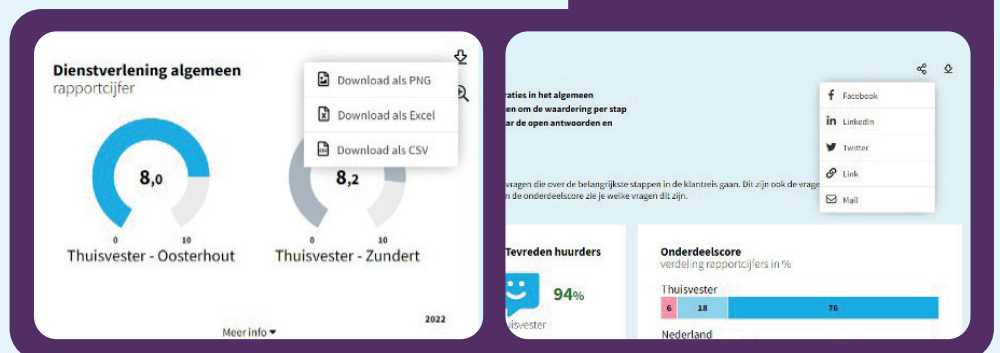 Dienstverlening algemeen
rapportcijfer
Download als PNG
Download als Excel
Download als CSV
8,0
8,2
0
10
0
10
Thuisvester - Oosterhout
Thuisvester - Zundert
2022
Meer info
raties in het algemeen
en om de waardering per stap
ar de open antwoorden en
Facebook
Linkedin
Twitter
Link
Mail
vragen die over de belangrijkste stappen in de klantreis gaan. Dit zijn ook de vrage
n de onderdeelscore zie je welke vragen dit zijn.
Tevreden huurders
94%
uisvester
Onderdeelscore
verdeling rapportcijfers in %
Thuisvester
6 18 76
Nederland